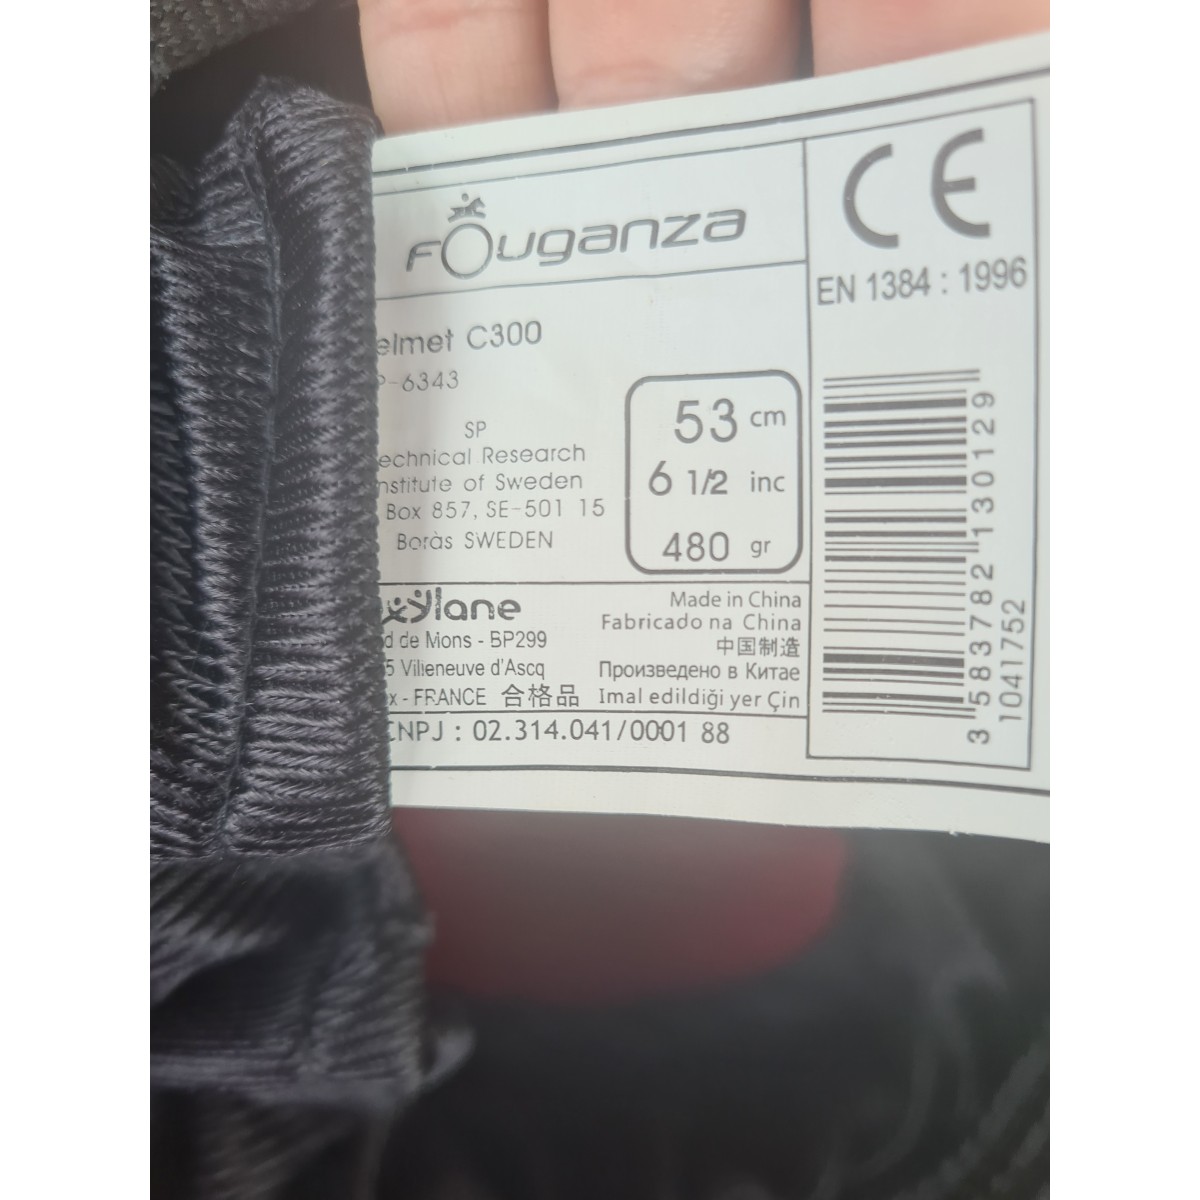 Fouganza
CE
EN 1384 : 1996
elmet C300
P-6343
SP
echnical Research
nstitute of Sweden
Box 857, SE-501 15
Boràs SWEDEN
53 cm
6 1/2 inc
480 gr
xylane
d de Mons - BP299
5 Villeneuve d'Ascq
x - FRANCE 合格品
Made in China
Fabricado na China
中国制造
Произведено в Китае
Imal edildiği yer Çin
CNPJ : 02.314.041/0001 88
3 583782 130129
1041752